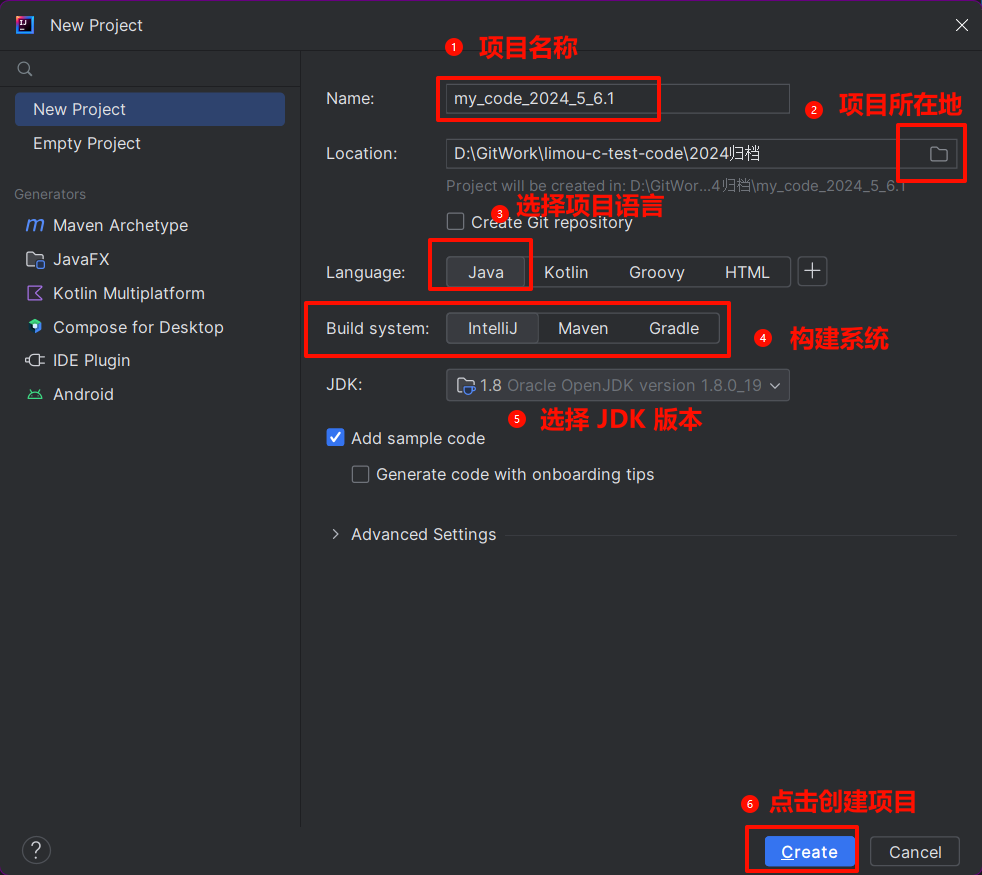 New Project
1 项目名称
New Project
Empty Project
Generators
Maven Archetype
JavaFX
Kotlin Multiplatform
Compose for Desktop
IDE Plugin
Android
Name: my_code_2024_5_6.1
2 项目所在地
Location: D:\GitWork\limou-c-test-code\2024归档
Project will be created in: D:\GitWor...4归档\my_code_2024_5_6.1
3 选择项目语言
Create Git repository
Language: Java Kotlin Groovy HTML
Build system: IntelliJ Maven Gradle
4 构建系统
JDK: 1.8 Oracle OpenJDK version 1.8.0_19
5 选择 JDK 版本
Add sample code
Generate code with onboarding tips
Advanced Settings
6 点击创建项目
? Create Cancel